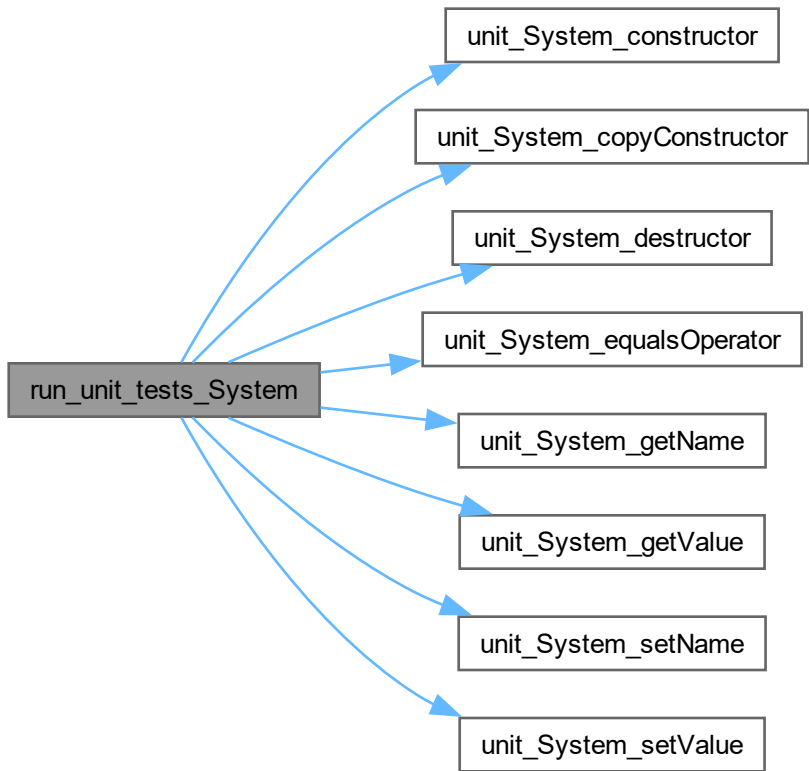 unit_System_constructor
unit_System_copyConstructor
unit_System_destructor
unit_System_equalsOperator
run_unit_tests_System
unit_System_getName
unit_System_getValue
unit_System_setName
unit_System_setValue